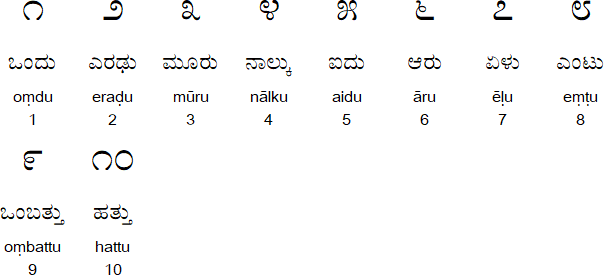 ೧ ೨ ೩ ೪ ೫ ೬ ೭ ೮
ಒಂದು ಎರಢು ಮೂರು ನಾಲ್ಕು ಐದು ಆರು ಏಳು ಎಂಟು
oṃdu eraḍu mūru nālku aidu āru ēḷu eṃṭu
1 2 3 4 5 6 7 8
೯ ೧೦
ಒಂಬತ್ತು ಹತ್ತು
oṃbattu hattu
9 10